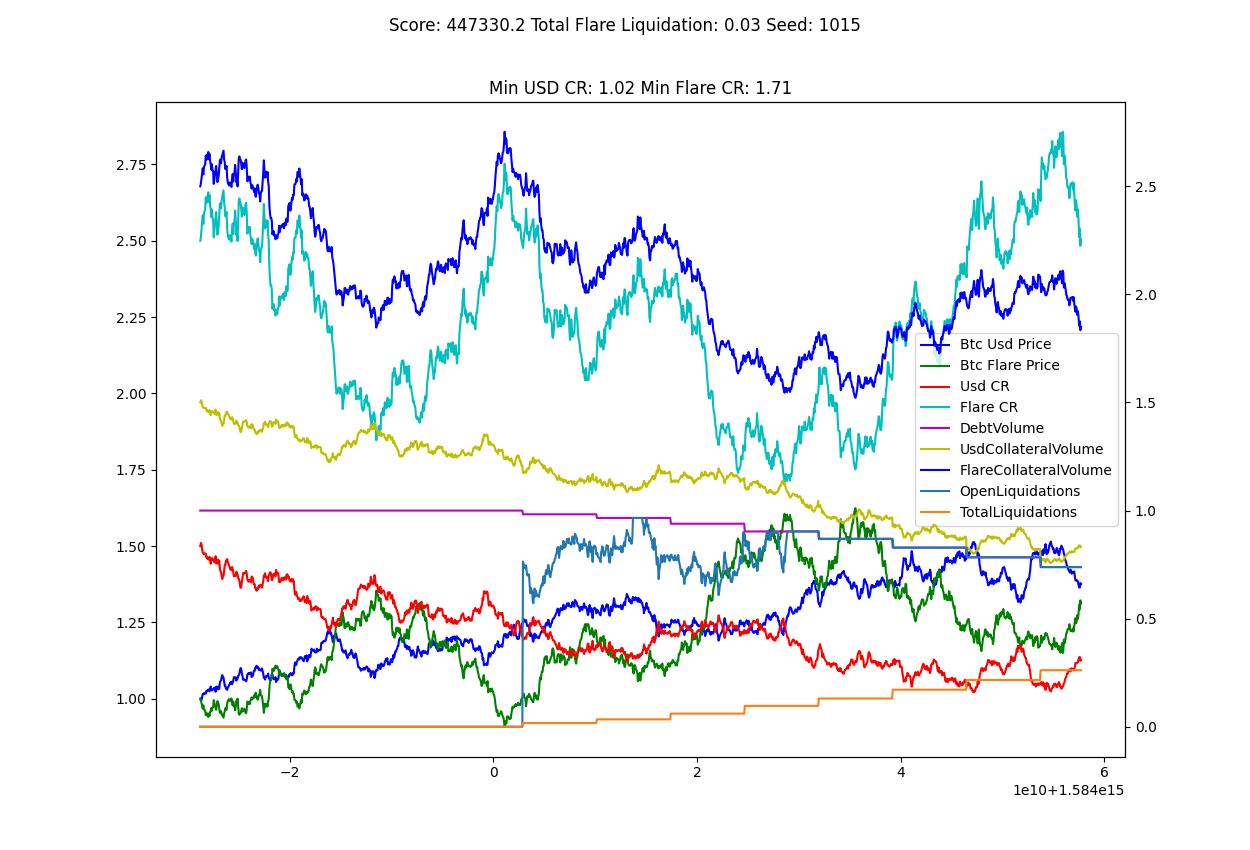 Score: 447330.2 Total Flare Liquidation: 0.03 Seed: 1015
Min USD CR: 1.02 Min Flare CR: 1.71
2.75
2.50
2.25
2.00
1.75
1.50
1.25
1.00
2.5
2.0
1.5
1.0
0.5
0.0
Btc Usd Price
Btc Flare Price
Usd CR
Flare CR
DebtVolume
UsdCollateralVolume
FlareCollateralVolume
OpenLiquidations
TotalLiquidations
−2 0 2 4 6
1e10+1.584e15